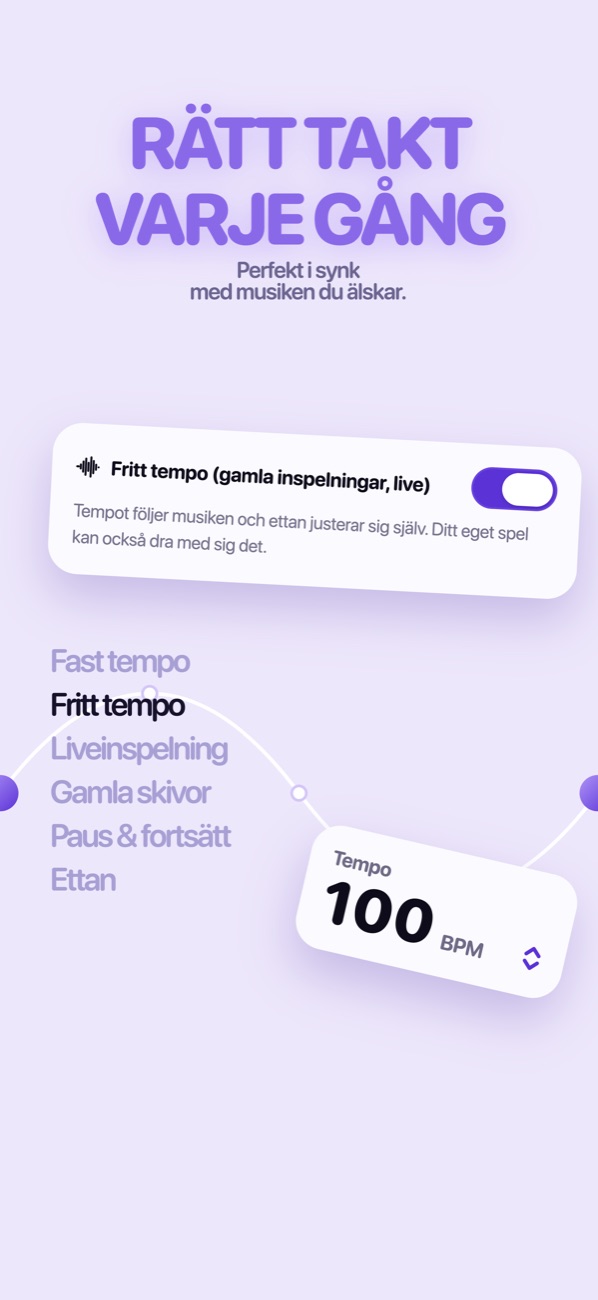 RÄTT TAKT
VARJE GÅNG
Perfekt i synk
med musiken du älskar.
Fritt tempo (gamla inspelningar, live)
Tempot följer musiken och ettan justerar sig själv. Ditt eget spel
kan också dra med sig det.
Fast tempo
Fritt tempo
Liveinspelning
Gamla skivor
Paus & fortsätt
Ettan
Tempo
100 BPM